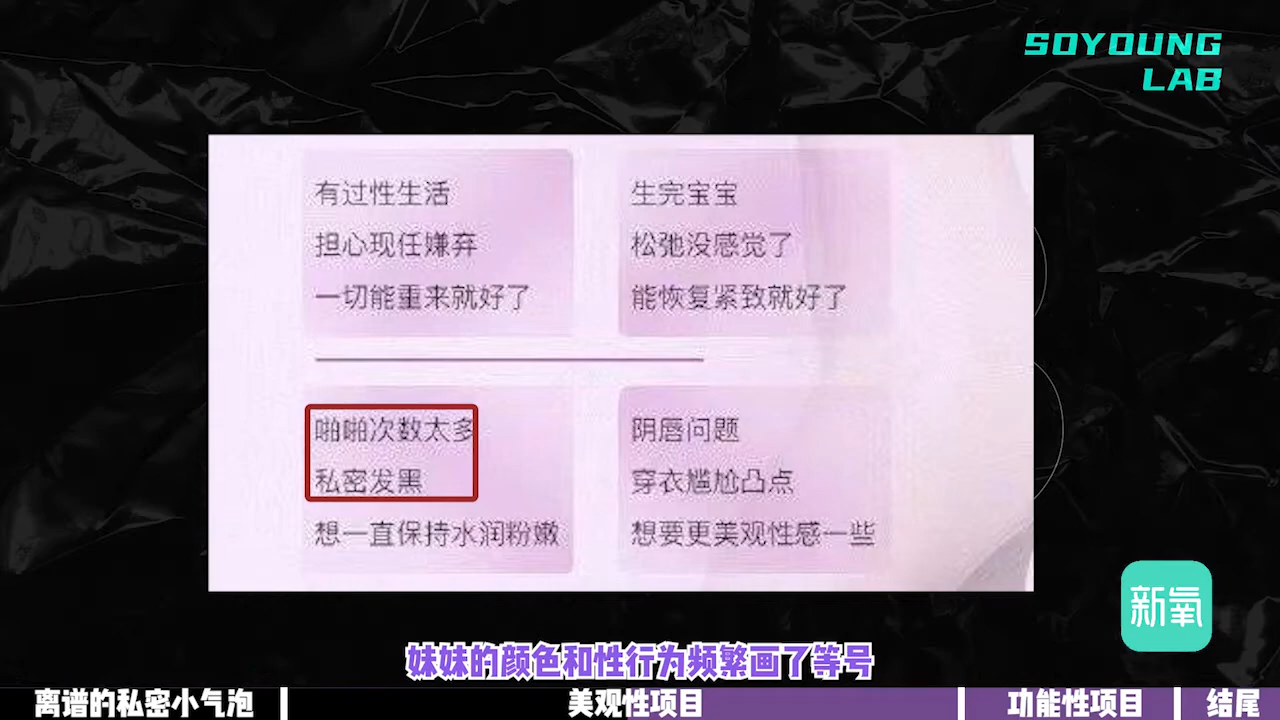 SOYOUNG
LAB
有过性生活
担心现任嫌弃
一切能重来就好了
生完宝宝
松弛没感觉了
能恢复紧致就好了
啪啪次数太多
私密发黑
想一直保持水润粉嫩
阴唇问题
穿衣尴尬凸点
想要更美观性感一些
新氧
妹妹的颜色和性行为频繁画了等号
离谱的私密小气泡
美观性项目
功能性项目
结尾